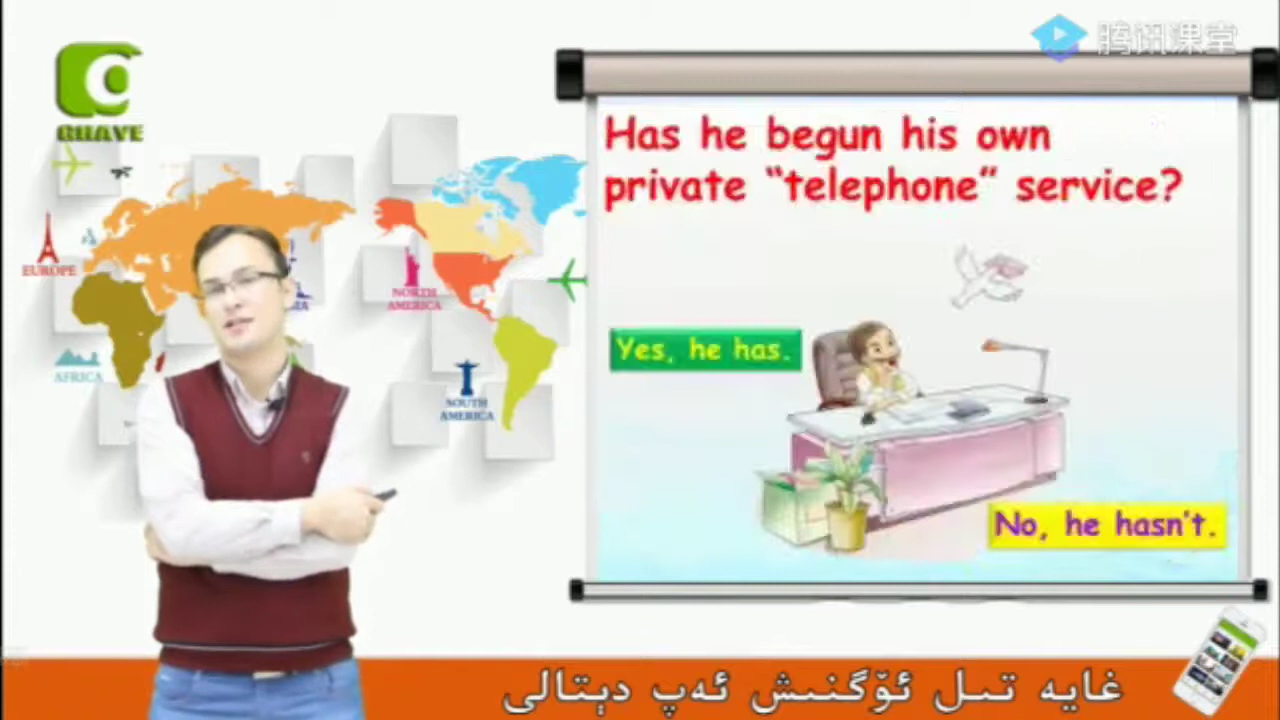 腾讯课堂
GHAYE
Has he begun his own
private “telephone” service?
EUROPE
NORTH
AMERICA
Yes, he has.
AFRICA
SOUTH
AMERICA
No, he hasn't.
غايە تىل ئۆگىنىش ئەپ دېتالى